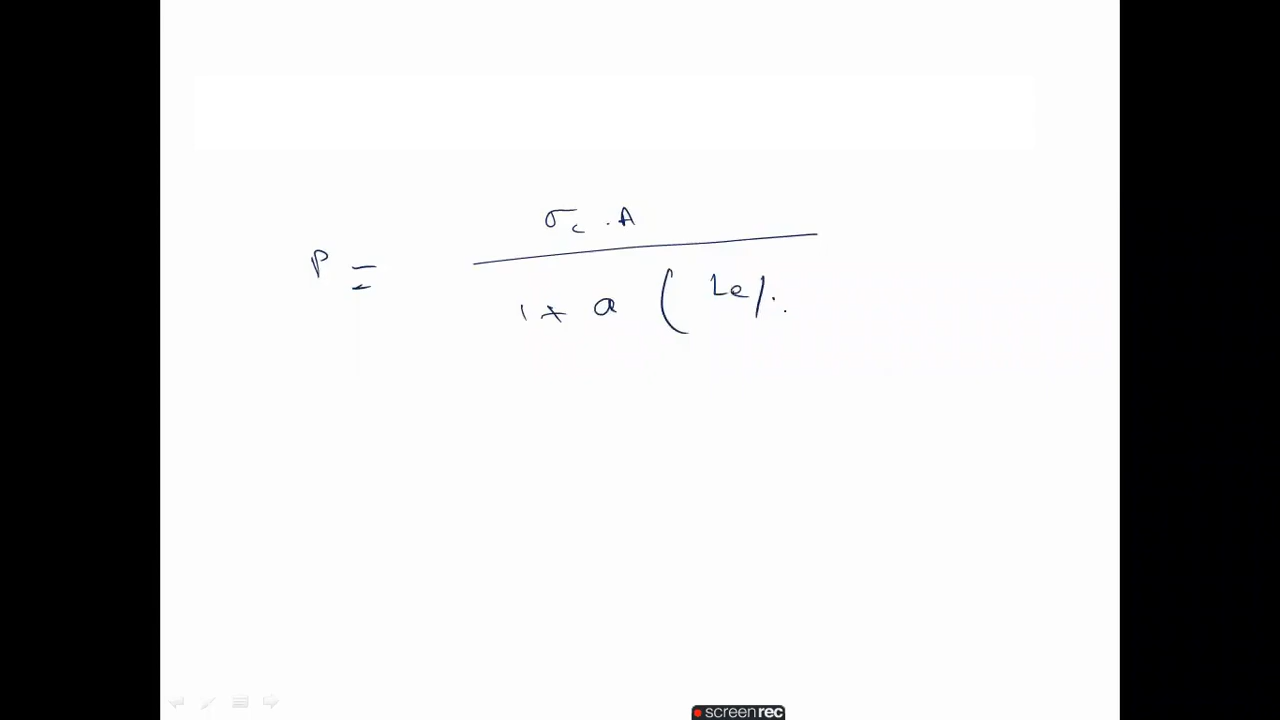 σc . A
P =
1 + a ( Le/.
screenrec